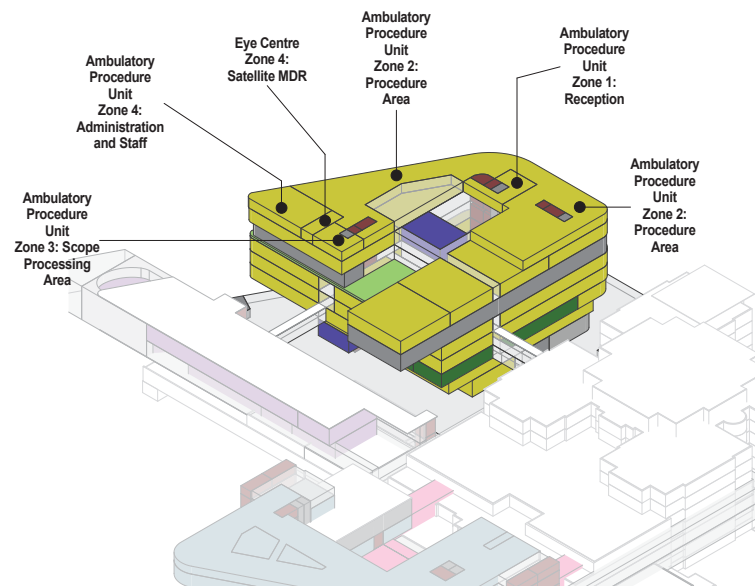 Ambulatory
Procedure
Unit
Zone 4:
Administration
and Staff
Eye Centre
Zone 4:
Satellite MDR
Ambulatory
Procedure
Unit
Zone 2:
Procedure
Area
Ambulatory
Procedure
Unit
Zone 1:
Reception
Ambulatory
Procedure
Unit
Zone 2:
Procedure
Area
Ambulatory
Procedure
Unit
Zone 3: Scope
Processing
Area